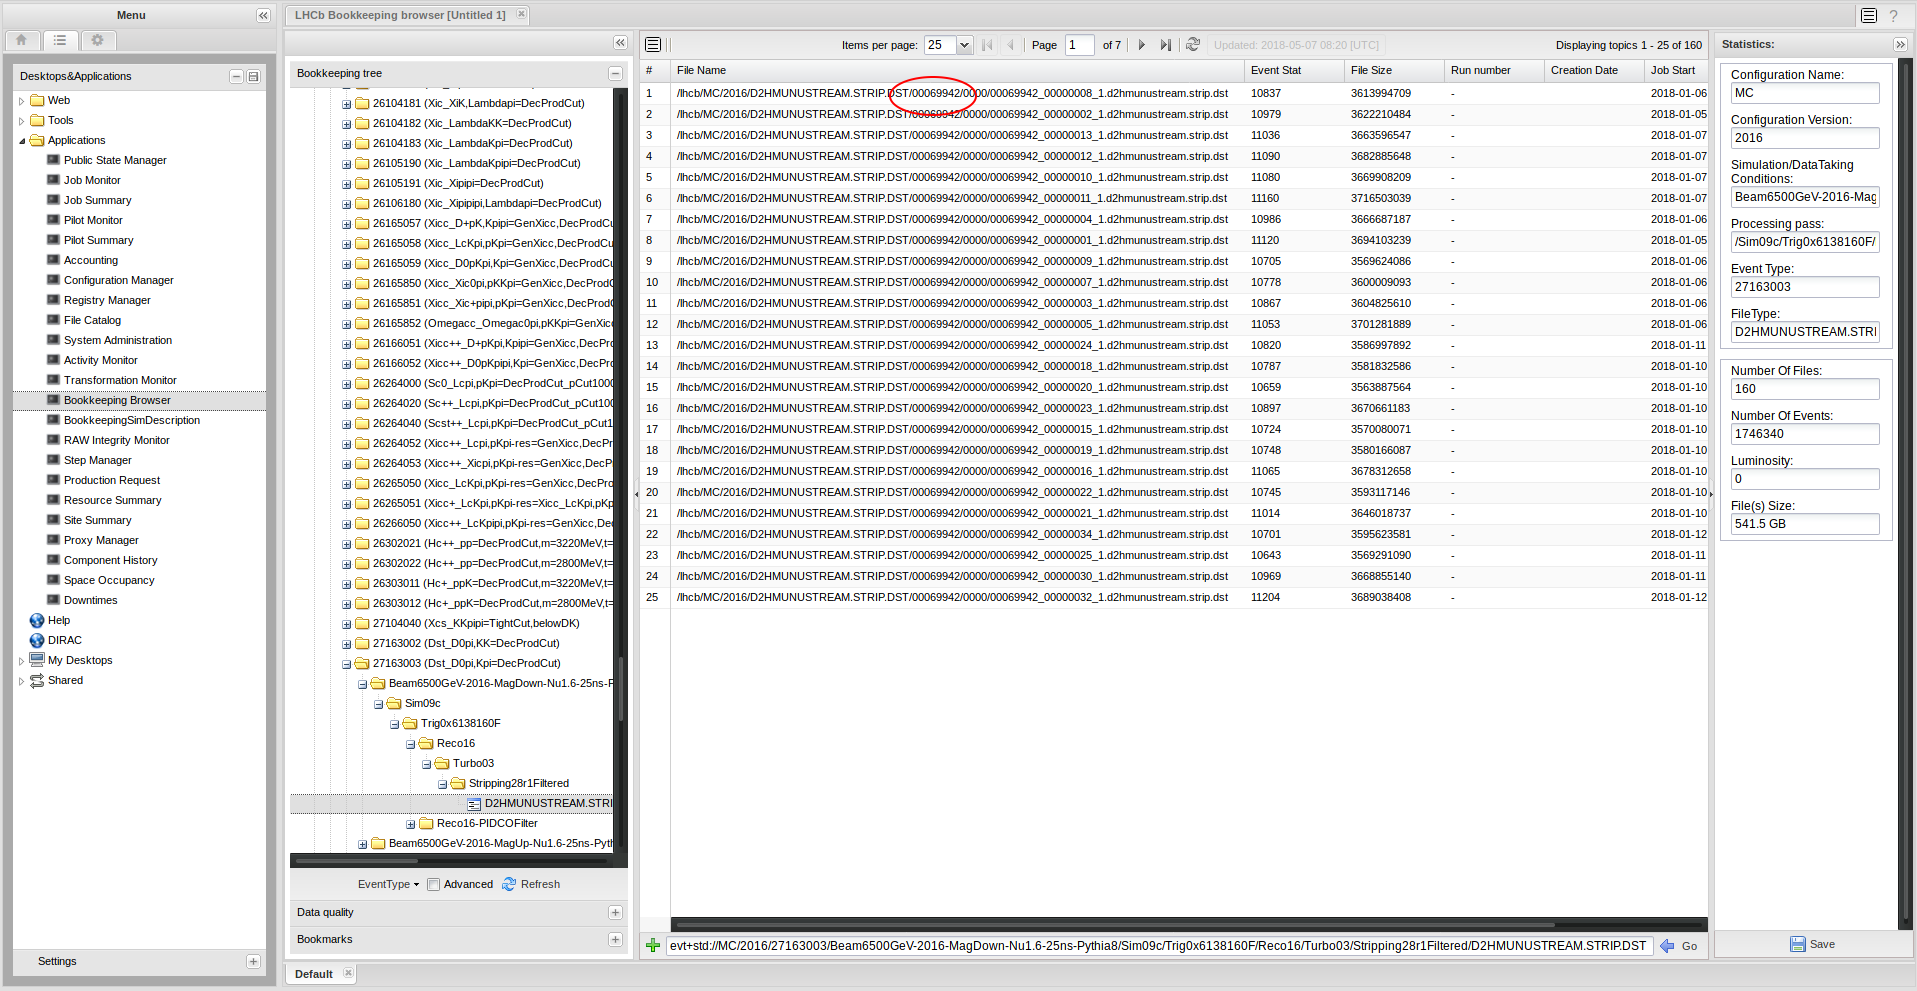 Menu
Desktops&Applications
Web
Tools
Applications
Public State Manager
Job Monitor
Job Summary
Pilot Monitor
Pilot Summary
Accounting
Configuration Manager
Registry Manager
File Catalog
System Administration
Activity Monitor
Transformation Monitor
Bookkeeping Browser
BookkeepingSimDescription
RAW Integrity Monitor
Step Manager
Production Request
Resource Summary
Site Summary
Proxy Manager
Component History
Space Occupancy
Downtimes
Help
DIRAC
My Desktops
Shared
Settings
LHCb Bookkeeping browser [Untitled 1]
Bookkeeping tree
26104181 (Xic_XiK,Lambdapi=DecProdCut)
26104182 (Xic_LambdaKK=DecProdCut)
26104183 (Xic_LambdaKpi=DecProdCut)
26105190 (Xic_LambdaKpipi=DecProdCut)
26105191 (Xic_Xipipi=DecProdCut)
26106180 (Xic_Xipipipi,Lambdapi=DecProdCut)
26165057 (Xicc_D+pK,Kpipi=GenXicc,DecProdCu
26165058 (Xicc_LcKpi,pKpi=GenXicc,DecProdCut
26165059 (Xicc_D0pKpi,Kpi=GenXicc,DecProdCu
26165850 (Xicc_Xic0pi,pKKpi=GenXicc,DecProdC
26165851 (Xicc_Xic+pipi,pKpi=GenXicc,DecProd
26165852 (Omegacc_Omegac0pi,pKKpi=GenXicc
26166051 (Xicc++_D+pKpi,Kpipi=GenXicc,DecPro
26166052 (Xicc++_D0pKpipi,Kpi=GenXicc,DecPro
26264000 (Sc0_Lcpi,pKpi=DecProdCut_pCut1000
26264020 (Sc++_Lcpi,pKpi=DecProdCut_pCut100
26264040 (Scst++_Lcpi,pKpi=DecProdCut_pCut1
26264052 (Xicc++_Lcpi,pKpi-res=GenXicc,DecPr
26264053 (Xicc++_Xicpi,pKpi-res=GenXicc,DecP
26265050 (Xicc_LcKpi,pKpi-res=GenXicc,DecPro
26265051 (Xicc+_LcKpi,pKpi-res=Xicc_LcKpi,pKp
26266050 (Xicc++_LcKpipi,pKpi-res=GenXicc,Dec
26302021 (Hc++_pp=DecProdCut,m=3220MeV,t=
26302022 (Hc++_pp=DecProdCut,m=2800MeV,t=
26303011 (Hc+_ppK=DecProdCut,m=3220MeV,t=
26303012 (Hc+_ppK=DecProdCut,m=2800MeV,t=
27104040 (Xcs_KKpipi=TightCut,belowDK)
27163002 (Dst_D0pi,KK=DecProdCut)
27163003 (Dst_D0pi,Kpi=DecProdCut)
Beam6500GeV-2016-MagDown-Nu1.6-25ns-P
Sim09c
Trig0x6138160F
Reco16
Turbo03
Stripping28r1Filtered
D2HMUNUSTREAM.STRI
Reco16-PIDCOFilter
Beam6500GeV-2016-MagUp-Nu1.6-25ns-Pyth
EventType Advanced Refresh
Data quality
Bookmarks
Items per page: 25 Page 1 of 7 Updated: 2018-05-07 08:20 [UTC] Displaying topics 1 - 25 of 160
# File Name Event Stat File Size Run number Creation Date Job Start
1 /lhcb/MC/2016/D2HMUNUSTREAM.STRIP.DST/00069942/0000/00069942_00000008_1.d2hmunustream.strip.dst 10837 3613994709 - 2018-01-06
2 /lhcb/MC/2016/D2HMUNUSTREAM.STRIP.DST/00069942/0000/00069942_00000002_1.d2hmunustream.strip.dst 10979 3622210484 - 2018-01-05
3 /lhcb/MC/2016/D2HMUNUSTREAM.STRIP.DST/00069942/0000/00069942_00000013_1.d2hmunustream.strip.dst 11036 3663596547 - 2018-01-07
4 /lhcb/MC/2016/D2HMUNUSTREAM.STRIP.DST/00069942/0000/00069942_00000012_1.d2hmunustream.strip.dst 11090 3682885648 - 2018-01-07
5 /lhcb/MC/2016/D2HMUNUSTREAM.STRIP.DST/00069942/0000/00069942_00000010_1.d2hmunustream.strip.dst 11080 3669908209 - 2018-01-07
6 /lhcb/MC/2016/D2HMUNUSTREAM.STRIP.DST/00069942/0000/00069942_00000011_1.d2hmunustream.strip.dst 11160 3716503039 - 2018-01-07
7 /lhcb/MC/2016/D2HMUNUSTREAM.STRIP.DST/00069942/0000/00069942_00000004_1.d2hmunustream.strip.dst 10986 3666687187 - 2018-01-06
8 /lhcb/MC/2016/D2HMUNUSTREAM.STRIP.DST/00069942/0000/00069942_00000001_1.d2hmunustream.strip.dst 11120 3694103239 - 2018-01-05
9 /lhcb/MC/2016/D2HMUNUSTREAM.STRIP.DST/00069942/0000/00069942_00000009_1.d2hmunustream.strip.dst 10705 3569624086 - 2018-01-06
10 /lhcb/MC/2016/D2HMUNUSTREAM.STRIP.DST/00069942/0000/00069942_00000007_1.d2hmunustream.strip.dst 10778 3600009093 - 2018-01-06
11 /lhcb/MC/2016/D2HMUNUSTREAM.STRIP.DST/00069942/0000/00069942_00000003_1.d2hmunustream.strip.dst 10867 3604825610 - 2018-01-06
12 /lhcb/MC/2016/D2HMUNUSTREAM.STRIP.DST/00069942/0000/00069942_00000005_1.d2hmunustream.strip.dst 11053 3701281889 - 2018-01-06
13 /lhcb/MC/2016/D2HMUNUSTREAM.STRIP.DST/00069942/0000/00069942_00000024_1.d2hmunustream.strip.dst 10820 3586997892 - 2018-01-11
14 /lhcb/MC/2016/D2HMUNUSTREAM.STRIP.DST/00069942/0000/00069942_00000018_1.d2hmunustream.strip.dst 10787 3581832586 - 2018-01-10
15 /lhcb/MC/2016/D2HMUNUSTREAM.STRIP.DST/00069942/0000/00069942_00000020_1.d2hmunustream.strip.dst 10659 3563887564 - 2018-01-10
16 /lhcb/MC/2016/D2HMUNUSTREAM.STRIP.DST/00069942/0000/00069942_00000023_1.d2hmunustream.strip.dst 10897 3670661183 - 2018-01-10
17 /lhcb/MC/2016/D2HMUNUSTREAM.STRIP.DST/00069942/0000/00069942_00000015_1.d2hmunustream.strip.dst 10724 3570080071 - 2018-01-10
18 /lhcb/MC/2016/D2HMUNUSTREAM.STRIP.DST/00069942/0000/00069942_00000019_1.d2hmunustream.strip.dst 10748 3580166087 - 2018-01-10
19 /lhcb/MC/2016/D2HMUNUSTREAM.STRIP.DST/00069942/0000/00069942_00000016_1.d2hmunustream.strip.dst 11065 3678312658 - 2018-01-10
20 /lhcb/MC/2016/D2HMUNUSTREAM.STRIP.DST/00069942/0000/00069942_00000022_1.d2hmunustream.strip.dst 10745 3593117146 - 2018-01-10
21 /lhcb/MC/2016/D2HMUNUSTREAM.STRIP.DST/00069942/0000/00069942_00000021_1.d2hmunustream.strip.dst 11014 3646018737 - 2018-01-10
22 /lhcb/MC/2016/D2HMUNUSTREAM.STRIP.DST/00069942/0000/00069942_00000034_1.d2hmunustream.strip.dst 10701 3595623581 - 2018-01-12
23 /lhcb/MC/2016/D2HMUNUSTREAM.STRIP.DST/00069942/0000/00069942_00000025_1.d2hmunustream.strip.dst 10643 3569291090 - 2018-01-11
24 /lhcb/MC/2016/D2HMUNUSTREAM.STRIP.DST/00069942/0000/00069942_00000030_1.d2hmunustream.strip.dst 10969 3668855140 - 2018-01-11
25 /lhcb/MC/2016/D2HMUNUSTREAM.STRIP.DST/00069942/0000/00069942_00000032_1.d2hmunustream.strip.dst 11204 3689038408 - 2018-01-12
evt+std://MC/2016/27163003/Beam6500GeV-2016-MagDown-Nu1.6-25ns-Pythia8/Sim09c/Trig0x6138160F/Reco16/Turbo03/Stripping28r1Filtered/D2HMUNUSTREAM.STRIP.DST Go
Default
?
Statistics:
Configuration Name:
MC
Configuration Version:
2016
Simulation/DataTaking
Conditions:
Beam6500GeV-2016-Mag
Processing pass:
/Sim09c/Trig0x6138160F/
Event Type:
27163003
FileType:
D2HMUNUSTREAM.STRI
Number Of Files:
160
Number Of Events:
1746340
Luminosity:
0
File(s) Size:
541.5 GB
Save